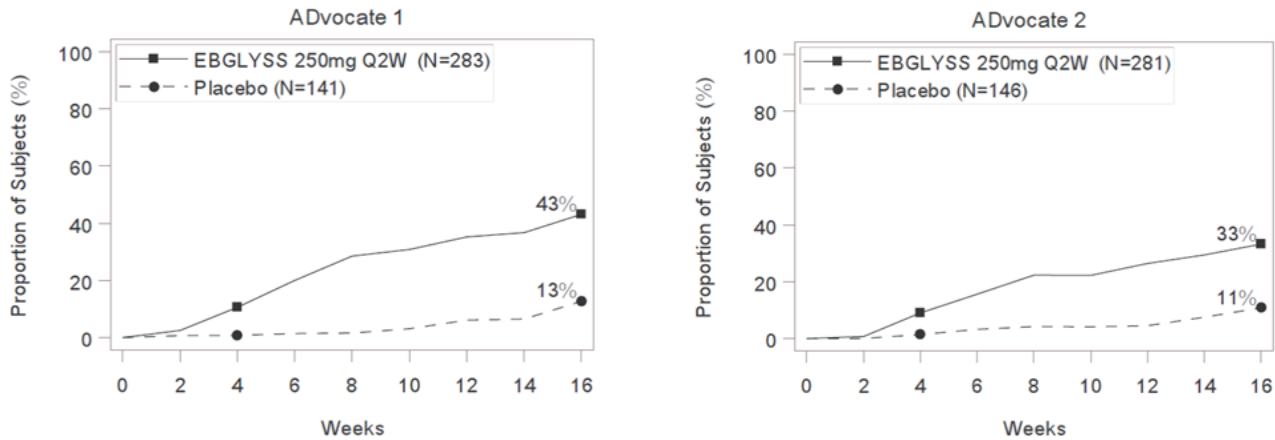 ADvocate 1
EBGLYSS 250mg Q2W (N=283)
Placebo (N=141)
Proportion of Subjects (%)
100
80
60
40
20
0
43%
13%
0 2 4 6 8 10 12 14 16
Weeks
ADvocate 2
EBGLYSS 250mg Q2W (N=281)
Placebo (N=146)
Proportion of Subjects (%)
100
80
60
40
20
0
33%
11%
0 2 4 6 8 10 12 14 16
Weeks